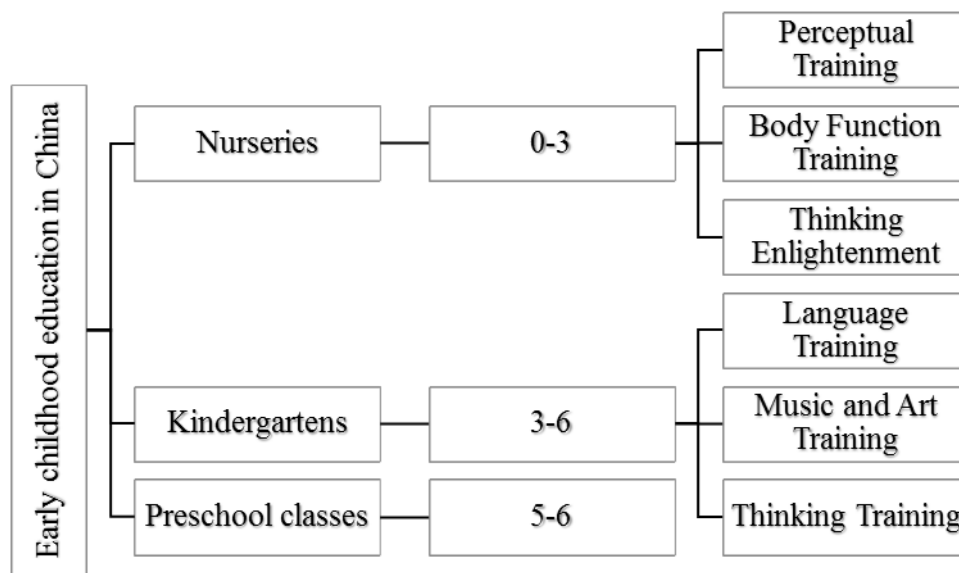 Early childhood education in China
Nurseries
0-3
Perceptual
Training
Body Function
Training
Thinking
Enlightenment
Kindergartens
3-6
Language
Training
Music and Art
Training
Preschool classes
5-6
Thinking Training